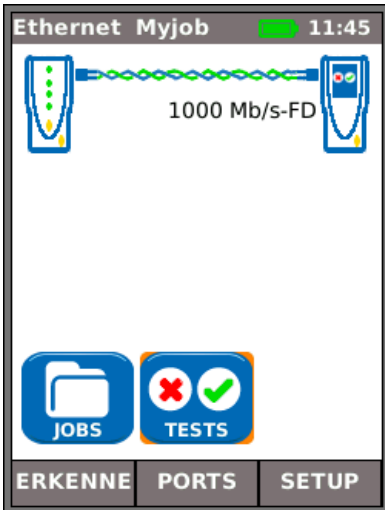 Ethernet Myjob 11:45
1000 Mb/s-FD
JOBS TESTS
ERKENNE PORTS SETUP